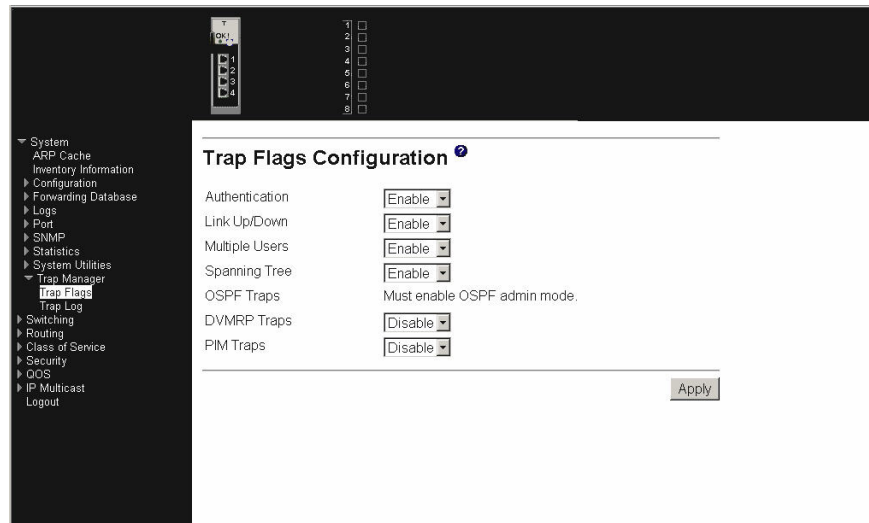 T
OK!
1
2
3
4
1
2
3
4
5
6
7
8
System
ARP Cache
Inventory Information
Configuration
Forwarding Database
Logs
Port
SNMP
Statistics
System Utilities
Trap Manager
Trap Flags
Trap Log
Switching
Routing
Class of Service
Security
QOS
IP Multicast
Logout
Trap Flags Configuration ?
Authentication Enable
Link Up/Down Enable
Multiple Users Enable
Spanning Tree Enable
OSPF Traps Must enable OSPF admin mode.
DVMRP Traps Disable
PIM Traps Disable
Apply